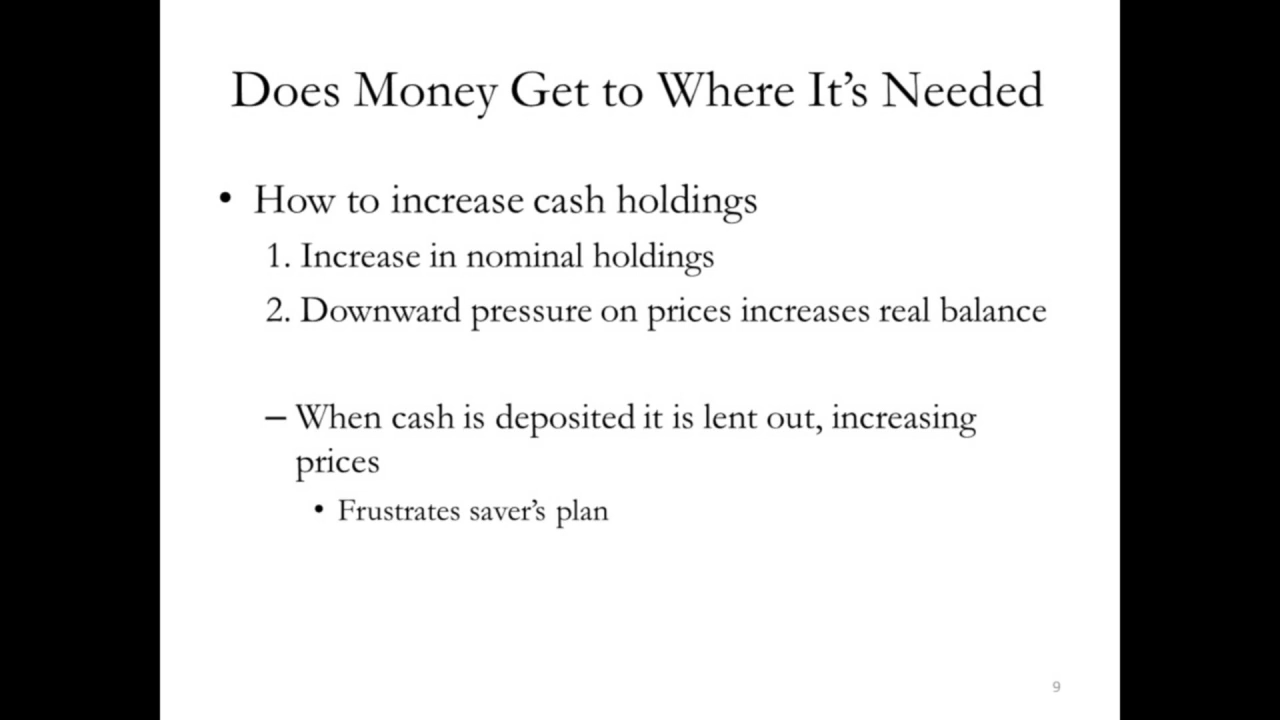 Does Money Get to Where It’s Needed
• How to increase cash holdings
1. Increase in nominal holdings
2. Downward pressure on prices increases real balance
– When cash is deposited it is lent out, increasing
prices
• Frustrates saver’s plan
9